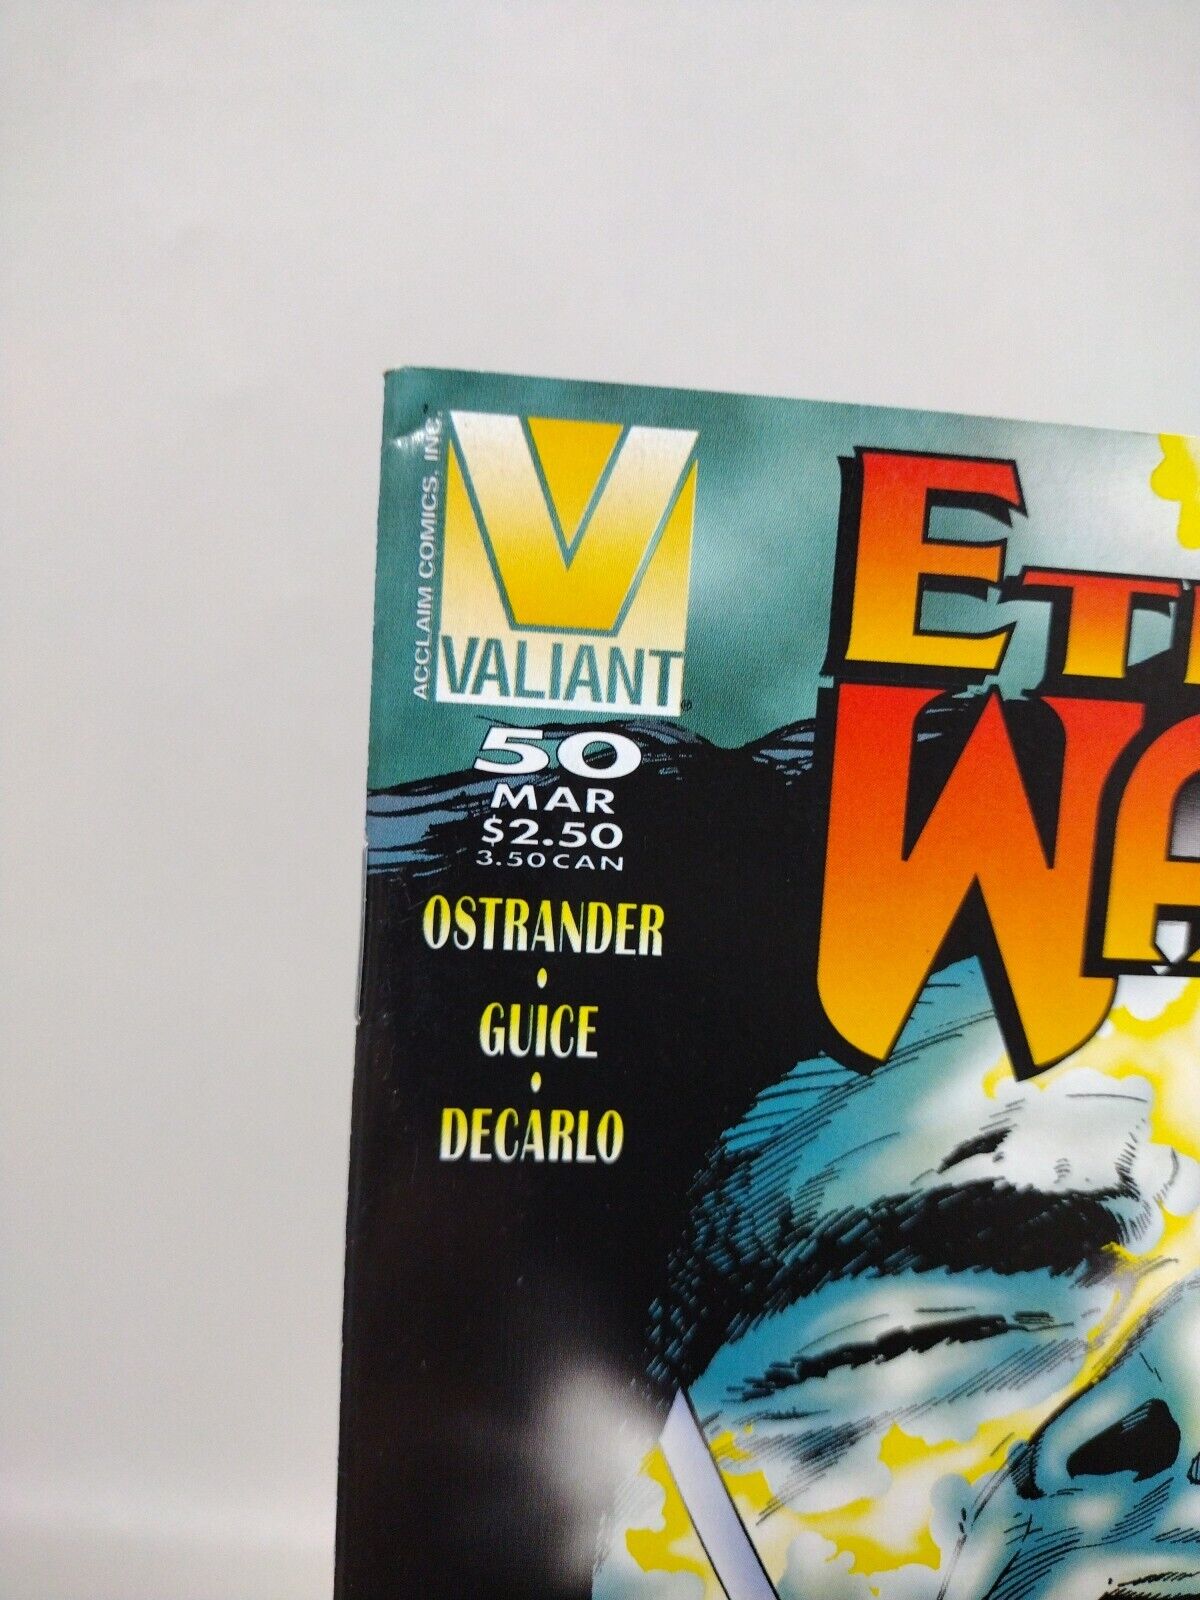 ACCLAIM COMICS, INC.
V
VALIANT®
50
MAR
$2.50
3.50 CAN
OSTRANDER
•
GUICE
•
DECARLO